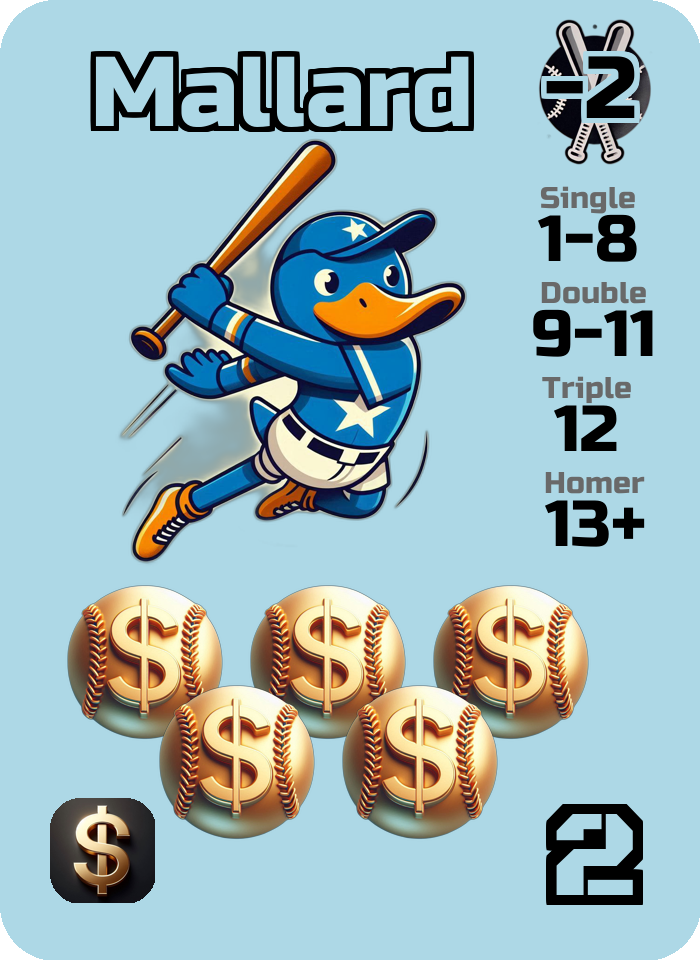 Mallard
-2
Single
1-8
Double
9-11
Triple
12
Homer
13+
$ $ $
$ $
$
2